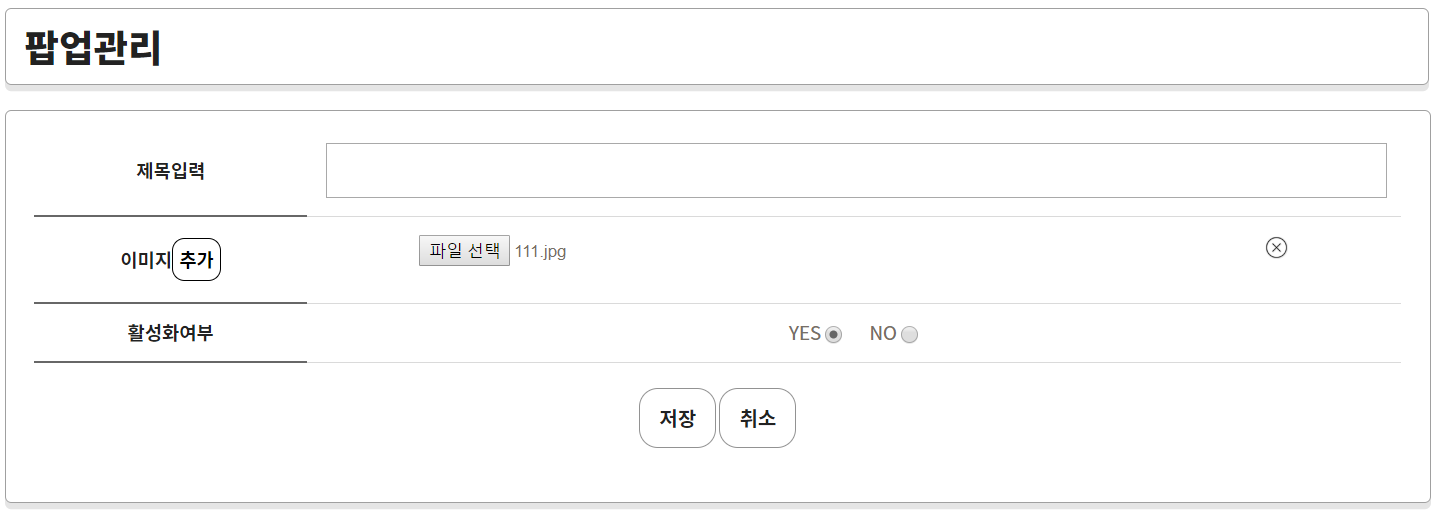 팝업관리
제목입력
이미지 추가 파일 선택 111.jpg
활성화여부 YES NO
저장 취소